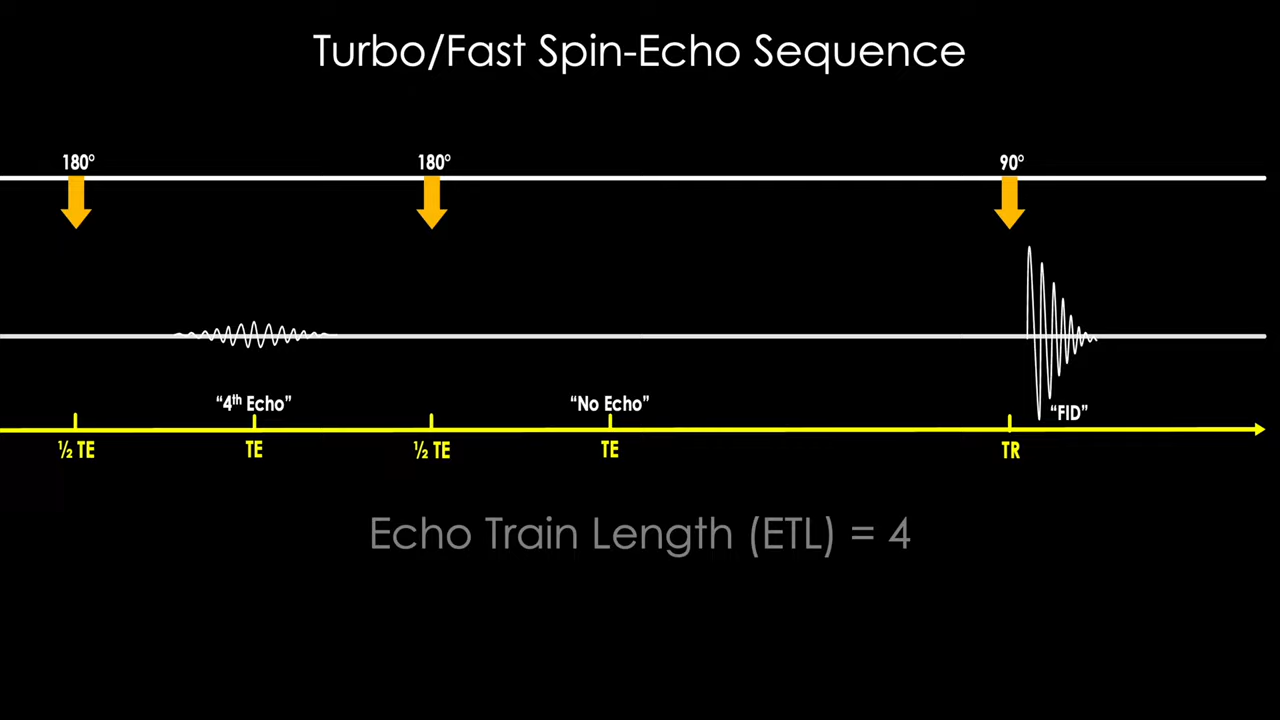 Turbo/Fast Spin-Echo Sequence
180° 180° 90°
“4th Echo” “No Echo” “FID”
½ TE TE ½ TE TE TR
Echo Train Length (ETL) = 4